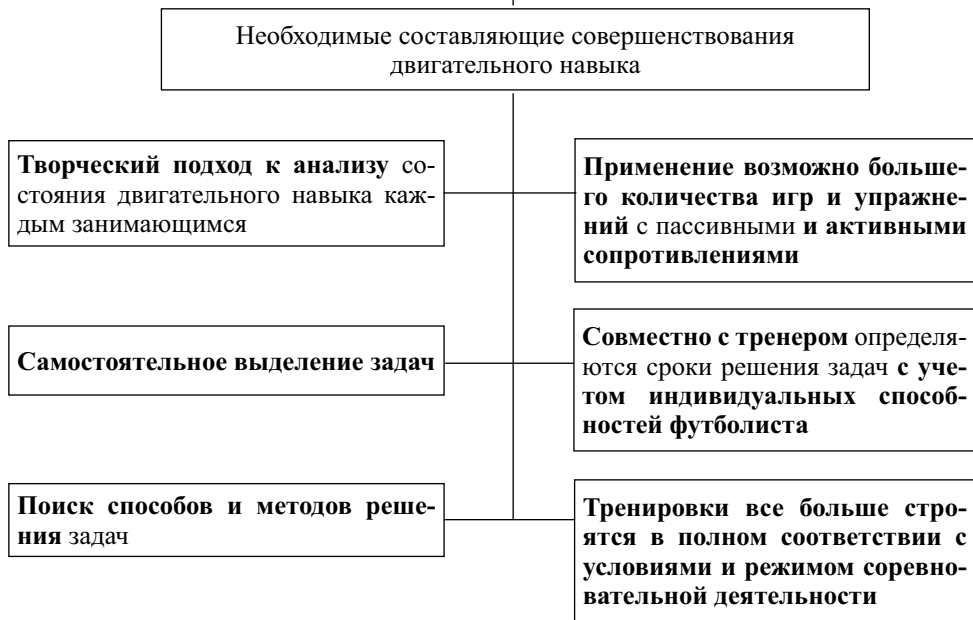 Необходимые составляющие совершенствования
двигательного навыка
Творческий подход к анализу со-
стояния двигательного навыка каж-
дым занимающимся
Применение возможно больше-
го количества игр и упражне-
ний с пассивными и активными
сопротивлениями
Самостоятельное выделение задач
Совместно с тренером определя-
ются сроки решения задач с уче-
том индивидуальных способ-
ностей футболиста
Поиск способов и методов реше-
ния задач
Тренировки все больше стро-
ятся в полном соответствии с
условиями и режимом соревно-
вательной деятельности